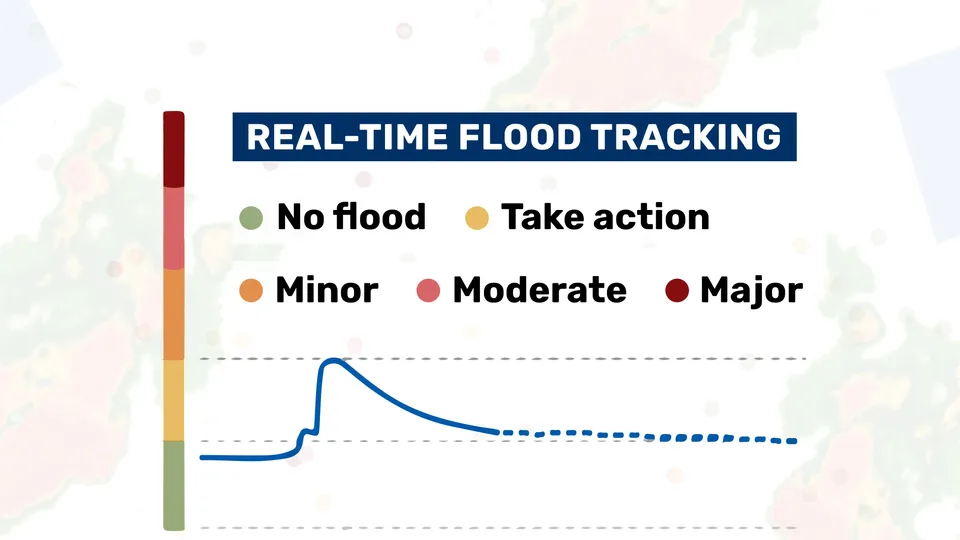 REAL-TIME FLOOD TRACKING
No flood Take action
Minor Moderate Major